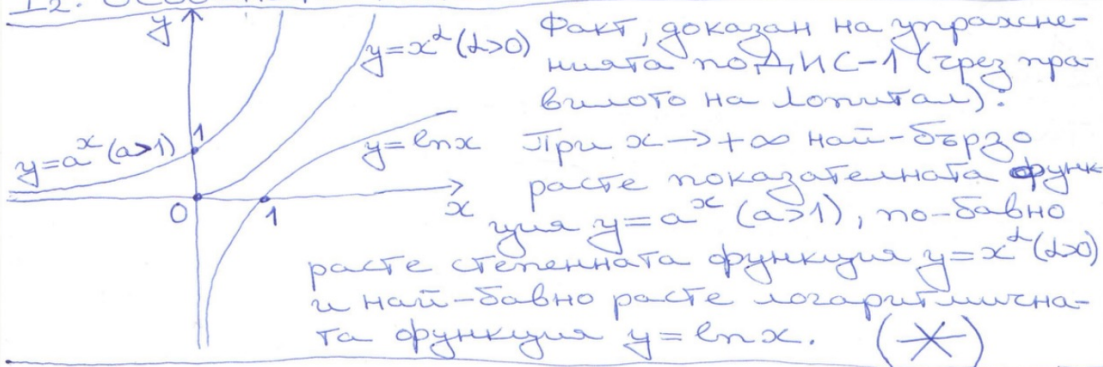 y
y=x^α (α>0)
y=a^x (a>1)
1
y=lnx
0
1
x
Факт, доказан на упражне-
нията по ДИС-1 (чрез пра-
вилото на Лопитал):
При x→+∞ най-бързо
расте показателната функ-
ция y=a^x (a>1), по-бавно
расте степенната функция y=x^α (α>0)
и най-бавно расте логаритмична-
та функция y=lnx. (*)